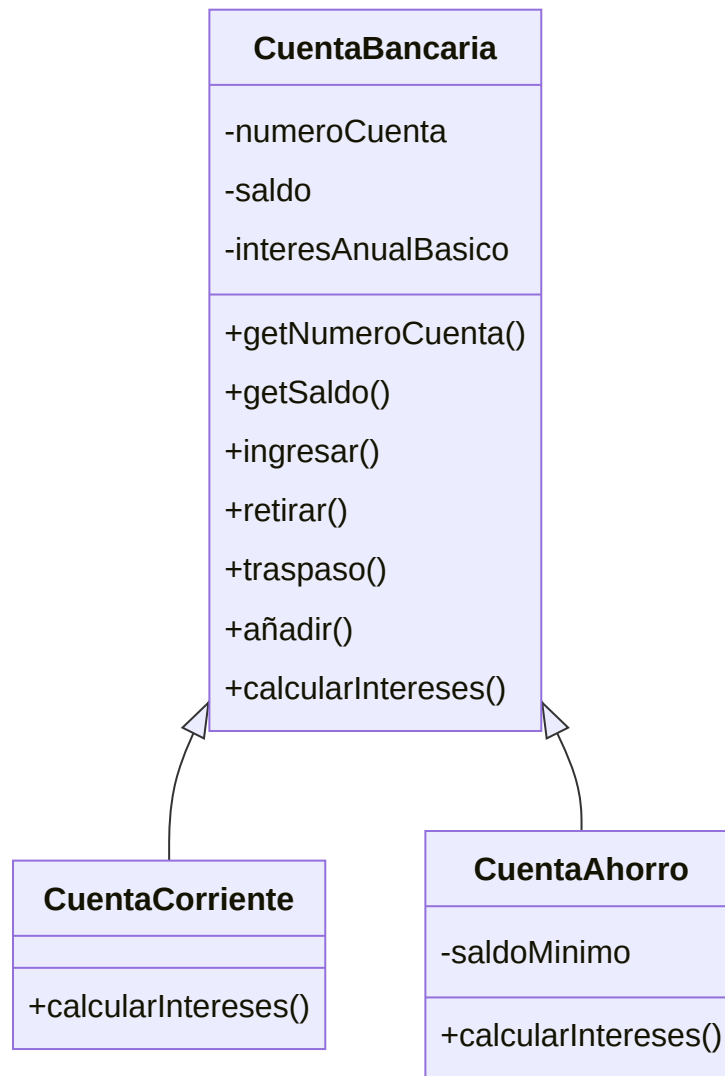 CuentaBancaria
-numeroCuenta
-saldo
-interesAnualBasico
+getNumeroCuenta()
+getSaldo()
+ingresar()
+retirar()
+traspaso()
+añadir()
+calcularIntereses()
CuentaCorriente
+calcularIntereses()
CuentaAhorro
-saldoMinimo
+calcularIntereses()